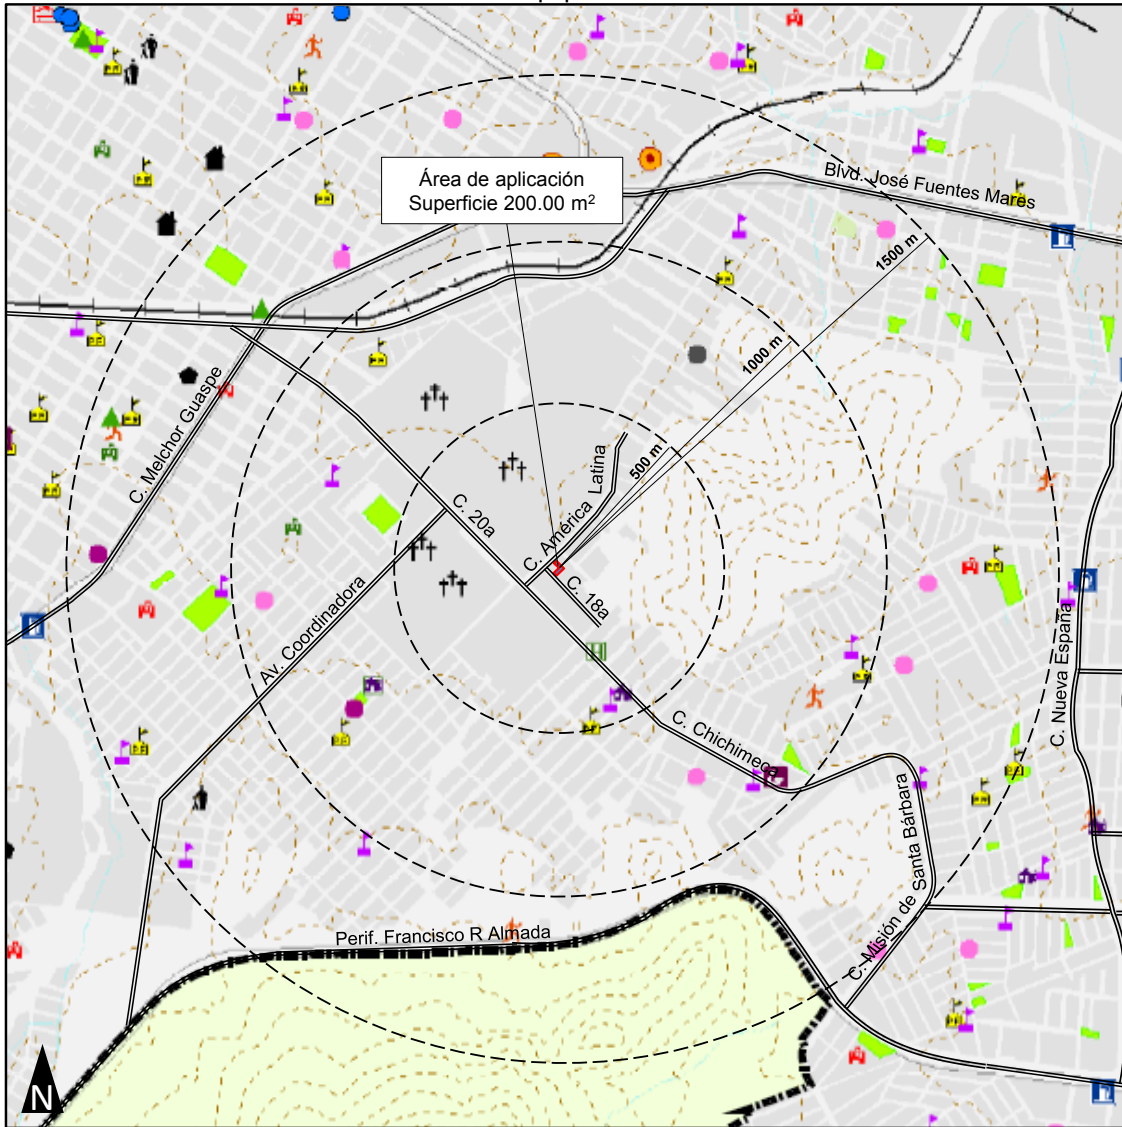 Área de aplicación
Superficie 200.00 m²
Blvd. José Fuentes Mares
1500 m
1000 m
500 m
C. Melchor Guaspe
C. América Latina
C. 20a
C. 18a
Av. Coordinadora
C. Nueva España
C. Chichimeca
C. Misión de Santa Bárbara
Perif. Francisco R Almada
N